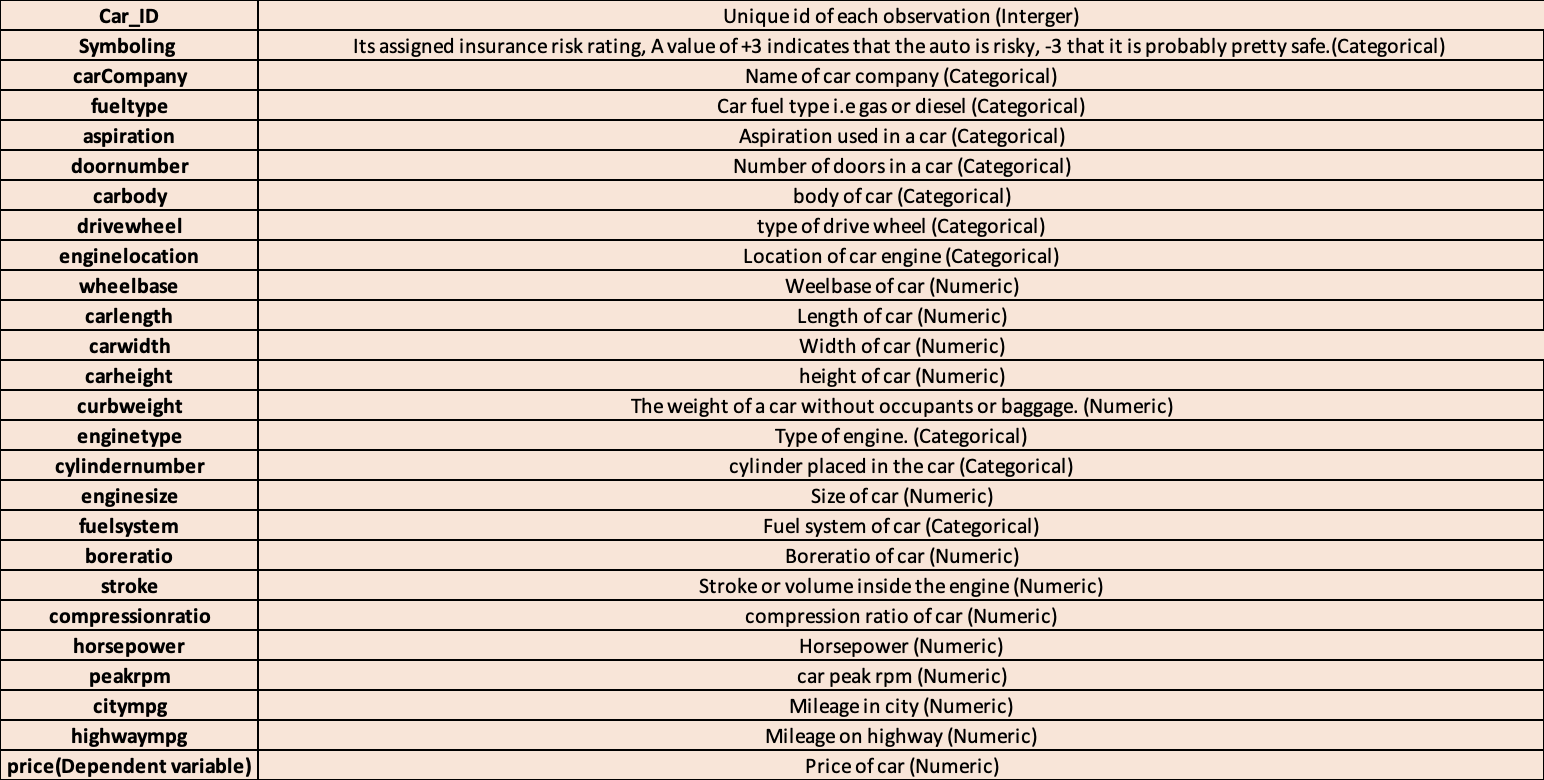 Car_ID Unique id of each observation (Interger)
Symboling Its assigned insurance risk rating, A value of +3 indicates that the auto is risky, -3 that it is probably pretty safe.(Categorical)
carCompany Name of car company (Categorical)
fueltype Car fuel type i.e gas or diesel (Categorical)
aspiration Aspiration used in a car (Categorical)
doornumber Number of doors in a car (Categorical)
carbody body of car (Categorical)
drivewheel type of drive wheel (Categorical)
enginelocation Location of car engine (Categorical)
wheelbase Weelbase of car (Numeric)
carlength Length of car (Numeric)
carwidth Width of car (Numeric)
carheight height of car (Numeric)
curbweight The weight of a car without occupants or baggage. (Numeric)
enginetype Type of engine. (Categorical)
cylindernumber cylinder placed in the car (Categorical)
enginesize Size of car (Numeric)
fuelsystem Fuel system of car (Categorical)
boreratio Boreratio of car (Numeric)
stroke Stroke or volume inside the engine (Numeric)
compressionratio compression ratio of car (Numeric)
horsepower Horsepower (Numeric)
peakrpm car peak rpm (Numeric)
citympg Mileage in city (Numeric)
highwaympg Mileage on highway (Numeric)
price(Dependent variable) Price of car (Numeric)